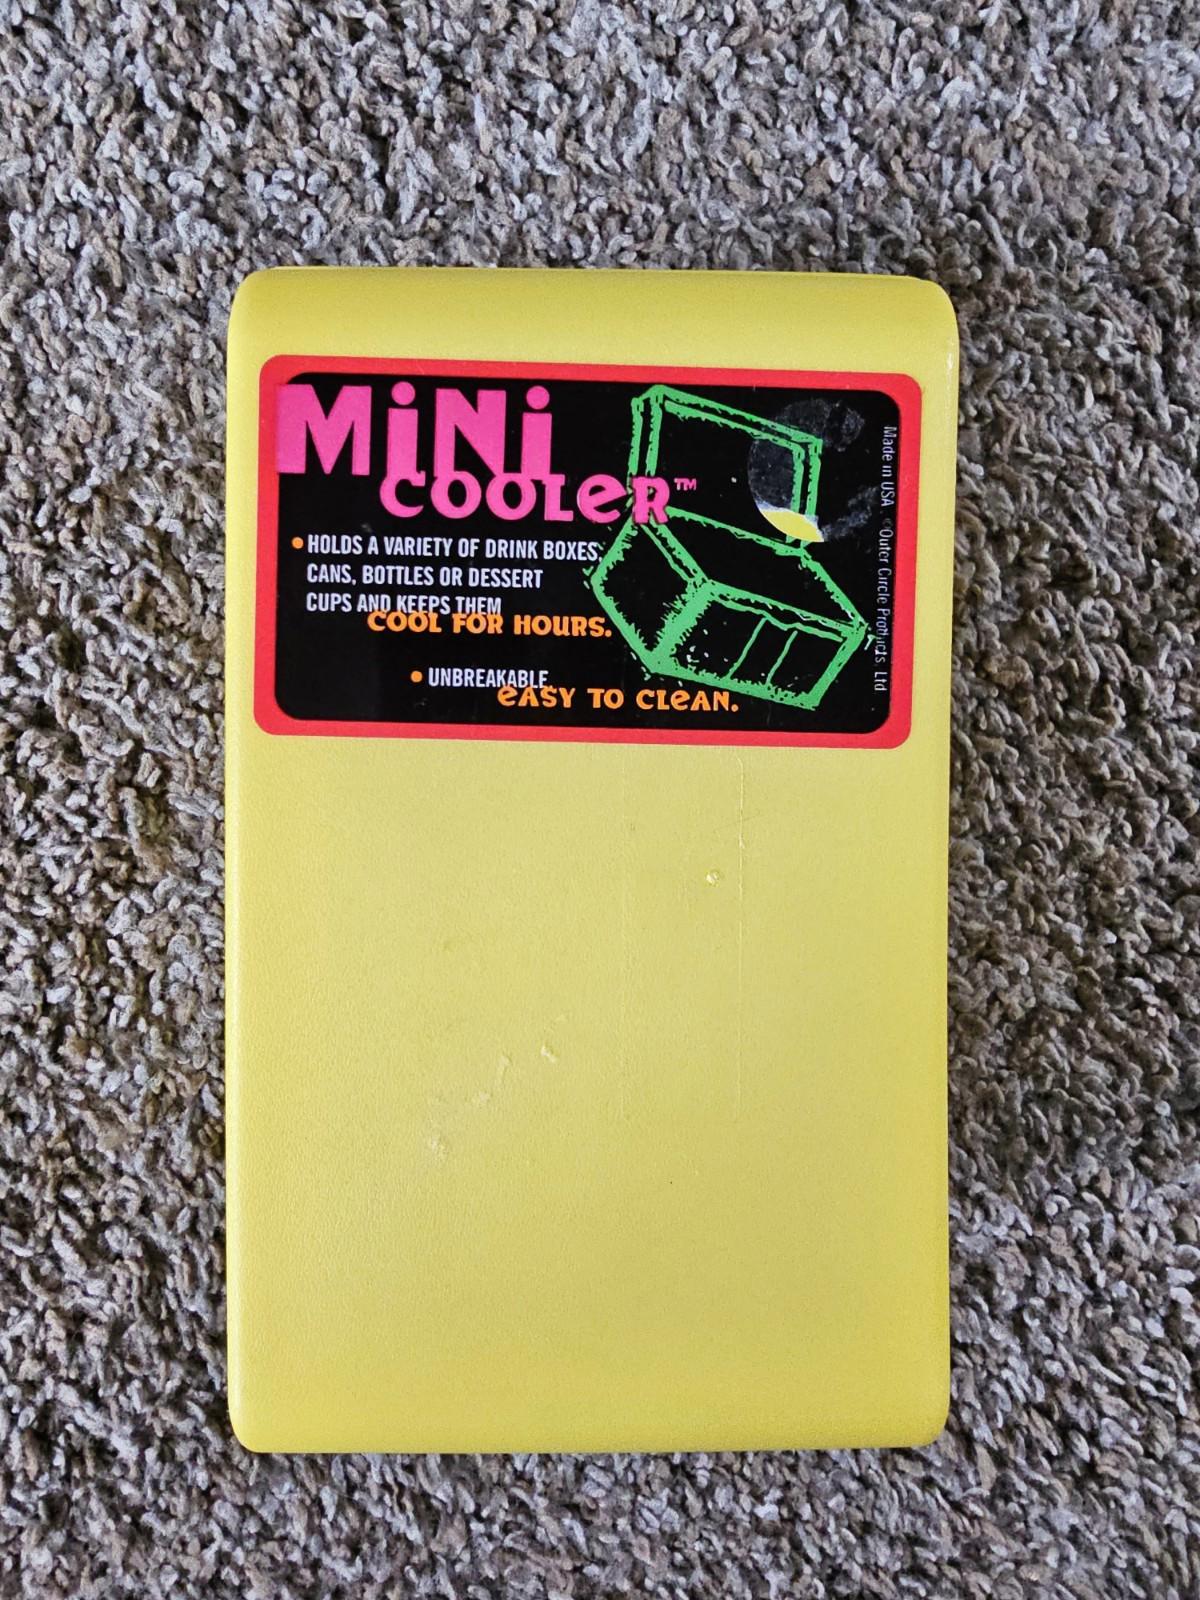 MiNi
COOLeR™
• HOLDS A VARIETY OF DRINK BOXES,
CANS, BOTTLES OR DESSERT
CUPS AND KEEPS THEM
COOL FOR HOURS.
• UNBREAKABLE,
eASY TO CLeAN.
Made in USA ©Outer Circle Products, Ltd